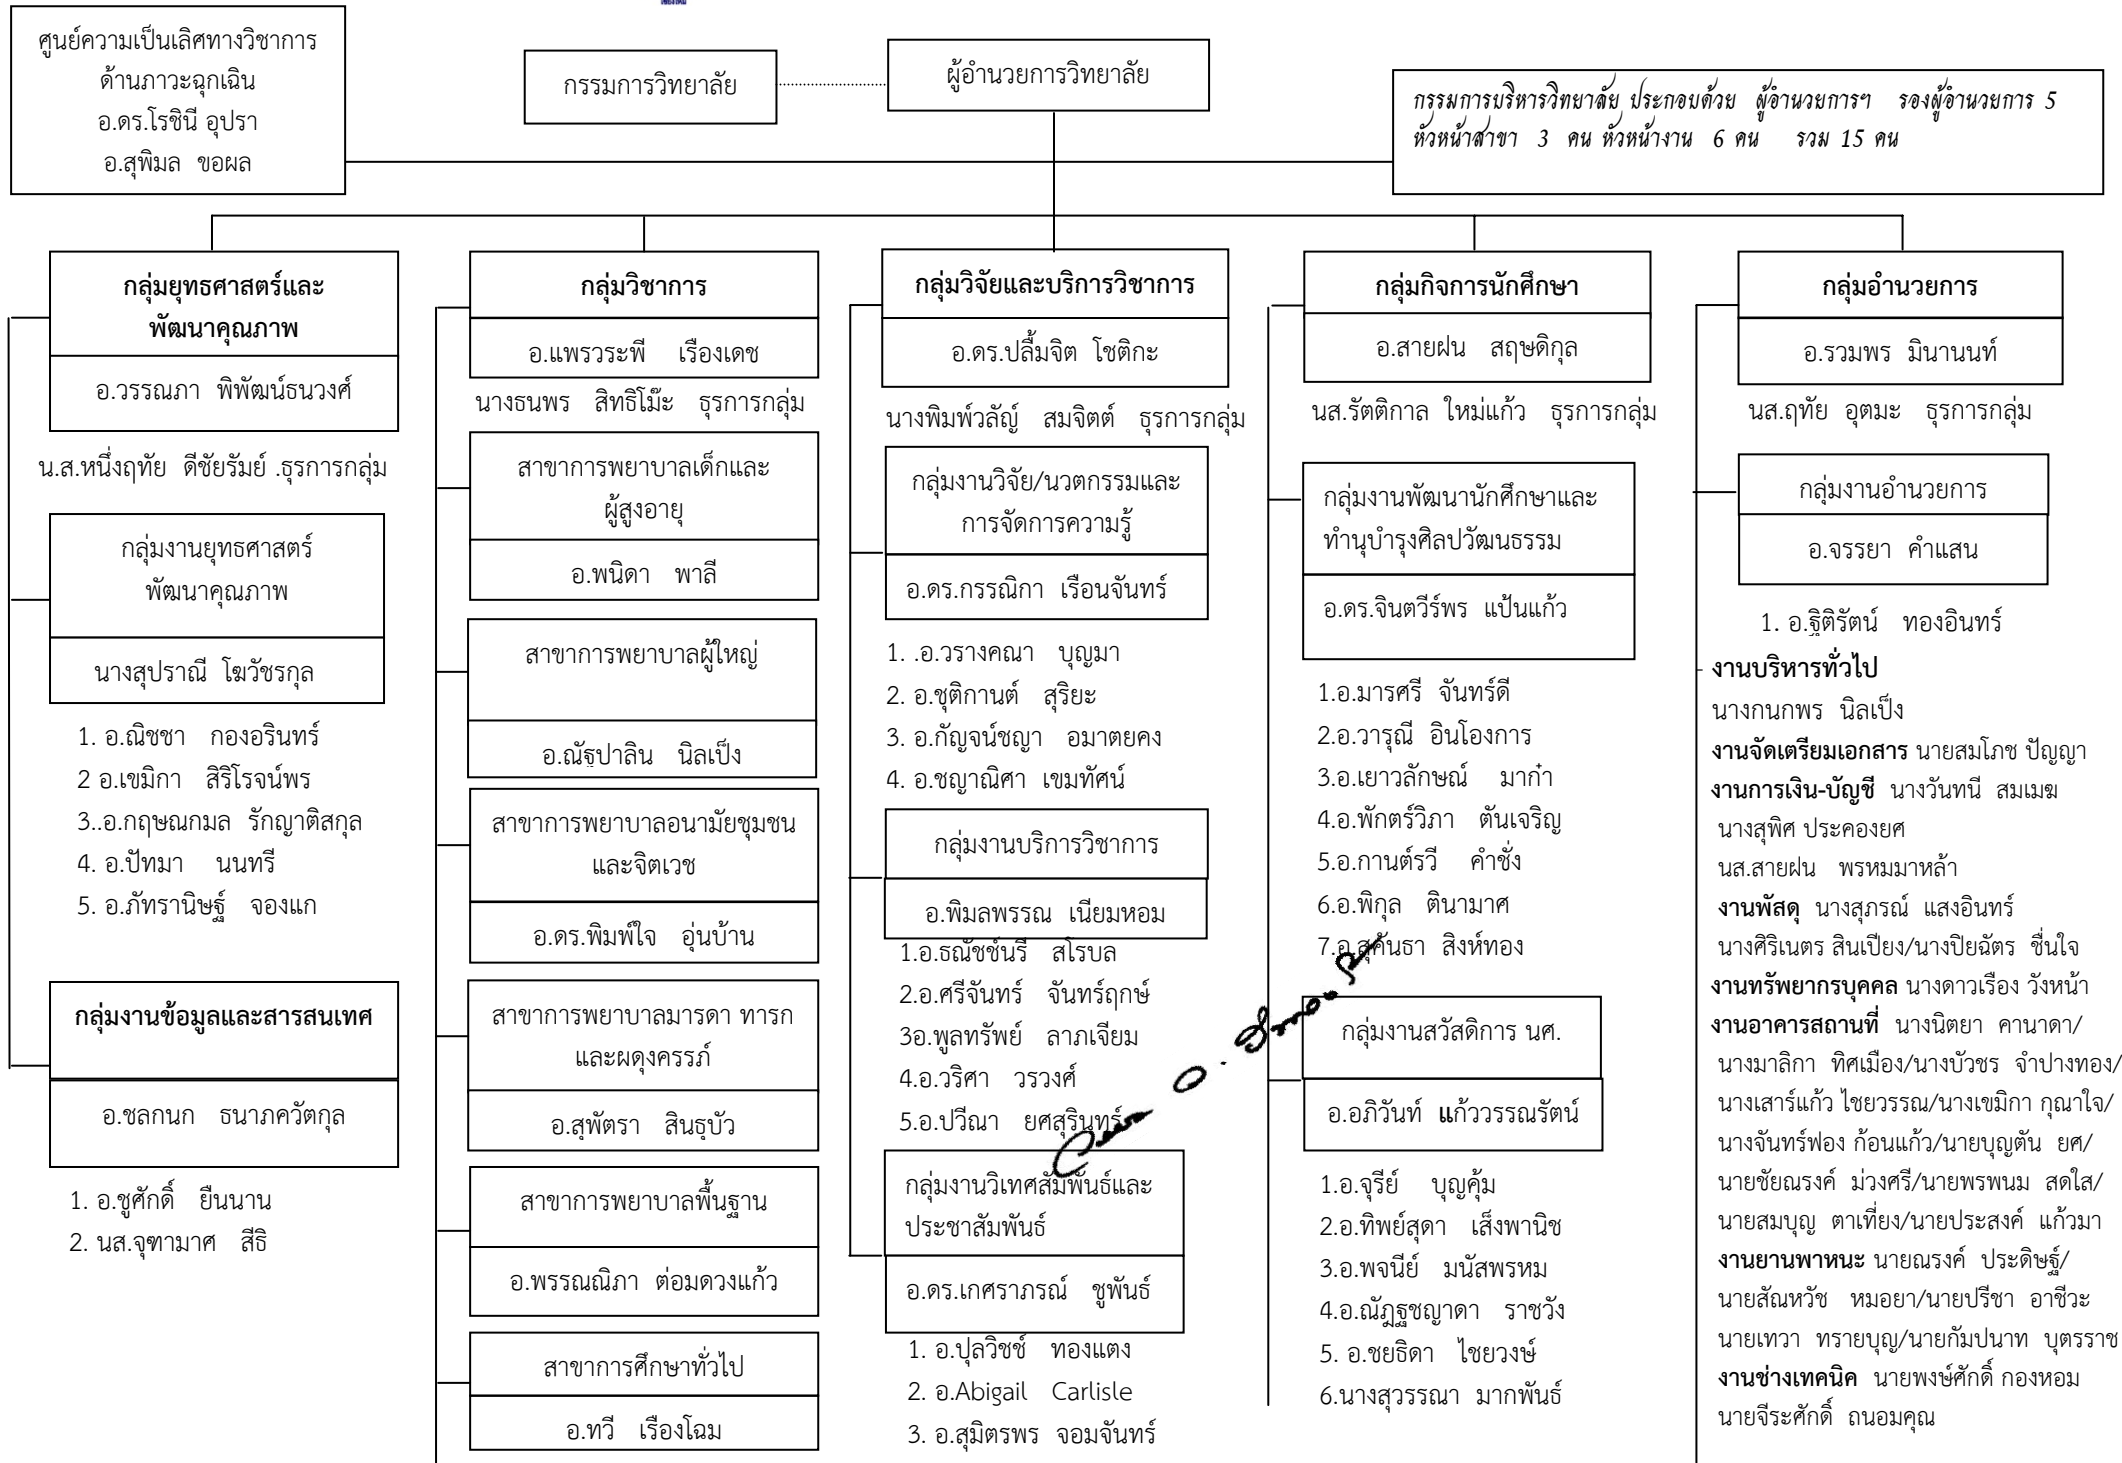 ศูนย์ความเป็นเลิศทางวิชาการ
ด้านภาวะฉุกเฉิน
อ.ดร.โรชินี อุปรา
อ.สุพิมล ขอผล
กรรมการวิทยาลัย
ผู้อำนวยการวิทยาลัย
กรรมการบริหารวิทยาลัย ประกอบด้วย ผู้อำนวยการฯ รองผู้อำนวยการ 5
หัวหน้าสาขา 3 คน หัวหน้างาน 6 คน รวม 15 คน
กลุ่มยุทธศาสตร์และ
พัฒนาคุณภาพ
อ.วรรณภา พิพัฒน์ธนวงศ์
น.ส.หนึ่งฤทัย ดีชัยรัมย์ .ธุรการกลุ่ม
กลุ่มงานยุทธศาสตร์
พัฒนาคุณภาพ
นางสุปราณี โฆวัชรกุล
1. อ.ณิชชา กองอรินทร์
2 อ.เขมิกา สิริโรจน์พร
3..อ.กฤษณกมล รักญาติสกุล
4. อ.ปัทมา นนทรี
5. อ.ภัทรานิษฐ์ จองแก
กลุ่มงานข้อมูลและสารสนเทศ
อ.ชลกนก ธนาภควัตกุล
1. อ.ชูศักดิ์ ยืนนาน
2. นส.จุฑามาศ สีธิ
กลุ่มวิชาการ
อ.แพรวระพี เรืองเดช
นางธนพร สิทธิโม๊ะ ธุรการกลุ่ม
สาขาการพยาบาลเด็กและ
ผู้สูงอายุ
อ.พนิดา พาลี
สาขาการพยาบาลผู้ใหญ่
อ.ณัฐปาลิน นิลเป็ง
สาขาการพยาบาลอนามัยชุมชน
และจิตเวช
อ.ดร.พิมพ์ใจ อุ่นบ้าน
สาขาการพยาบาลมารดา ทารก
และผดุงครรภ์
อ.สุพัตรา สินธุบัว
สาขาการพยาบาลพื้นฐาน
อ.พรรณณิภา ต่อมดวงแก้ว
สาขาการศึกษาทั่วไป
อ.ทวี เรืองโฉม
กลุ่มวิจัยและบริการวิชาการ
อ.ดร.ปลื้มจิต โชติกะ
นางพิมพ์วลัญ์ สมจิตต์ ธุรการกลุ่ม
กลุ่มงานวิจัย/นวตกรรมและ
การจัดการความรู้
อ.ดร.กรรณิกา เรือนจันทร์
1. .อ.วรางคณา บุญมา
2. อ.ชุติกานต์ สุริยะ
3. อ.กัญจน์ชญา อมาตยคง
4. อ.ชญาณิศา เขมทัศน์
กลุ่มงานบริการวิชาการ
อ.พิมลพรรณ เนียมหอม
1.อ.ธณัชช์นรี สโรบล
2.อ.ศรีจันทร์ จันทร์ฤกษ์
3อ.พูลทรัพย์ ลาภเจียม
4.อ.วริศา วรวงศ์
5.อ.ปวีณา ยศสุรินทร์
กลุ่มงานวิเทศสัมพันธ์และ
ประชาสัมพันธ์
อ.ดร.เกศราภรณ์ ชูพันธ์
1. อ.ปุลวิชช์ ทองแตง
2. อ.Abigail Carlisle
3. อ.สุมิตรพร จอมจันทร์
กลุ่มกิจการนักศึกษา
อ.สายฝน สฤษดิกุล
นส.รัตติกาล ใหม่แก้ว ธุรการกลุ่ม
กลุ่มงานพัฒนานักศึกษาและ
ทำนุบำรุงศิลปวัฒนธรรม
อ.ดร.จินตวีร์พร แป้นแก้ว
1.อ.มารศรี จันทร์ดี
2.อ.วารุณี อินโองการ
3.อ.เยาวลักษณ์ มาก๋า
4.อ.พักตร์วิภา ตันเจริญ
5.อ.กานต์รวี คำชั่ง
6.อ.พิกุล ตินามาศ
7.อ.สุคันธา สิงห์ทอง
กลุ่มงานสวัสดิการ นศ.
อ.อภิวันท์ แก้ววรรณรัตน์
1.อ.จุรีย์ บุญคุ้ม
2.อ.ทิพย์สุดา เส็งพานิช
3.อ.พจนีย์ มนัสพรหม
4.อ.ณัฎฐชญาดา ราชวัง
5. อ.ชยธิดา ไชยวงษ์
6.นางสุวรรณา มากพันธ์
กลุ่มอำนวยการ
อ.รวมพร มินานนท์
นส.ฤทัย อุตมะ ธุรการกลุ่ม
กลุ่มงานอำนวยการ
อ.จรรยา คำแสน
1. อ.ฐิติรัตน์ ทองอินทร์
งานบริหารทั่วไป
นางกนกพร นิลเป็ง
งานจัดเตรียมเอกสาร นายสมโภช ปัญญา
งานการเงิน-บัญชี นางวันทนี สมเมฆ
นางสุพิศ ประคองยศ
นส.สายฝน พรหมมาหล้า
งานพัสดุ นางสุภรณ์ แสงอินทร์
นางศิริเนตร สินเปียง/นางปิยฉัตร ชื่นใจ
งานทรัพยากรบุคคล นางดาวเรือง วังหน้า
งานอาคารสถานที่ นางนิตยา คานาดา/
นางมาลิกา ทิศเมือง/นางบัวชร จำปางทอง/
นางเสาร์แก้ว ไชยวรรณ/นางเขมิกา กุณาใจ/
นางจันทร์ฟอง ก้อนแก้ว/นายบุญตัน ยศ/
นายชัยณรงค์ ม่วงศรี/นายพรพนม สดใส/
นายสมบุญ ตาเที่ยง/นายประสงค์ แก้วมา
งานยานพาหนะ นายณรงค์ ประดิษฐ์/
นายสัณหวัช หมอยา/นายปรีชา อาชีวะ
นายเทวา ทรายบุญ/นายกัมปนาท บุตรราช
งานช่างเทคนิค นายพงษ์ศักดิ์ กองหอม
นายจีระศักดิ์ ถนอมคุณ